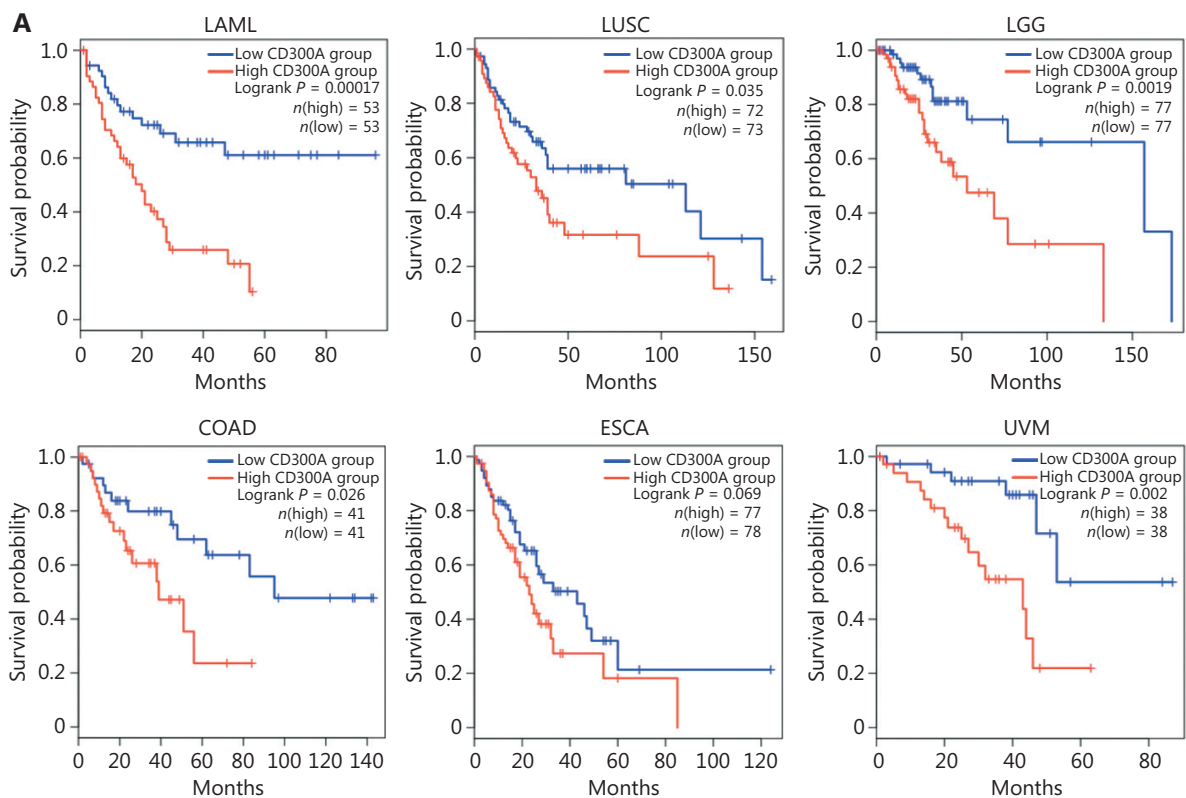 A
LAML
1.0
0.8
0.6
0.4
0.2
0
Survival probability
Low CD300A group
High CD300A group
Logrank P = 0.00017
n(high) = 53
n(low) = 53
0 20 40 60 80
Months
LUSC
1.0
0.8
0.6
0.4
0.2
0
Survival probability
Low CD300A group
High CD300A group
Logrank P = 0.035
n(high) = 72
n(low) = 73
0 50 100 150
Months
LGG
1.0
0.8
0.6
0.4
0.2
0
Survival probability
Low CD300A group
High CD300A group
Logrank P = 0.0019
n(high) = 77
n(low) = 77
0 50 100 150
Months
COAD
1.0
0.8
0.6
0.4
0.2
0
Survival probability
Low CD300A group
High CD300A group
Logrank P = 0.026
n(high) = 41
n(low) = 41
0 20 40 60 80 100 120 140
Months
ESCA
1.0
0.8
0.6
0.4
0.2
0
Survival probability
Low CD300A group
High CD300A group
Logrank P = 0.069
n(high) = 77
n(low) = 78
0 20 40 60 80 100 120
Months
UVM
1.0
0.8
0.6
0.4
0.2
0
Survival probability
Low CD300A group
High CD300A group
Logrank P = 0.002
n(high) = 38
n(low) = 38
0 20 40 60 80
Months